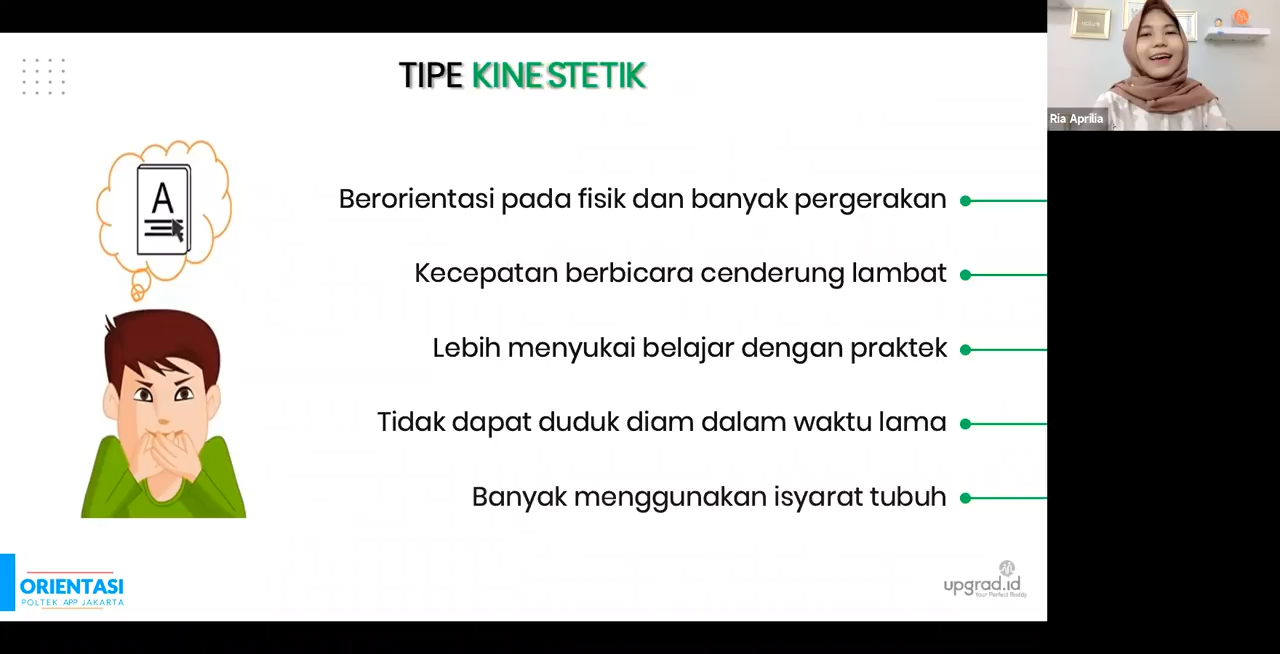 TIPE KINESTETIK
Ria Aprilia
A
Berorientasi pada fisik dan banyak pergerakan
Kecepatan berbicara cenderung lambat
Lebih menyukai belajar dengan praktek
Tidak dapat duduk diam dalam waktu lama
Banyak menggunakan isyarat tubuh
ORIENTASI
POLTEK APP JAKARTA
upgrad.id
Your Perfect Buddy